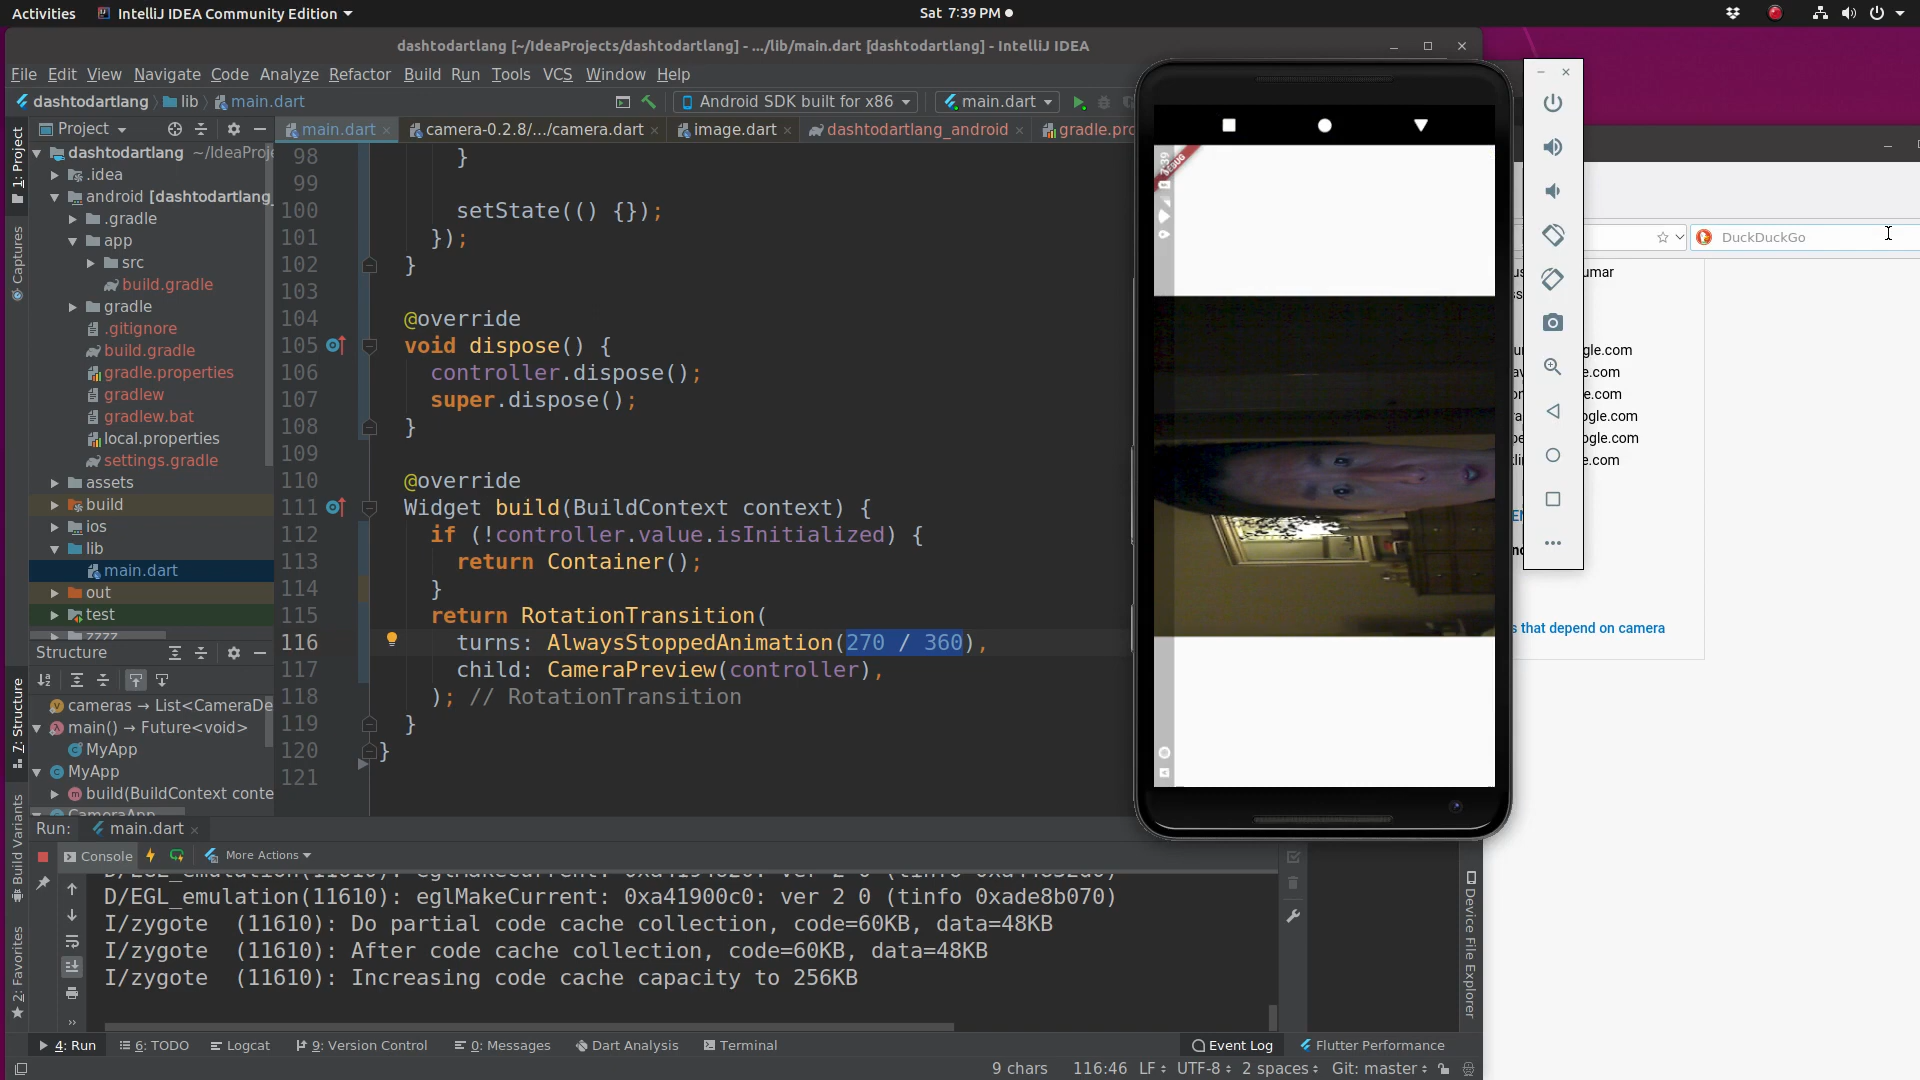 Activities
IntelliJ IDEA Community Edition
Sat 7:39 PM
dashtodartlang [~/IdeaProjects/dashtodartlang] - .../lib/main.dart [dashtodartlang] - IntelliJ IDEA
File Edit View Navigate Code Analyze Refactor Build Run Tools VCS Window Help
dashtodartlang lib main.dart
Android SDK built for x86
main.dart
Project
main.dart
camera-0.2.8/.../camera.dart
image.dart
dashtodartlang_android
gradle.pro
1: Project
Captures
7: Structure
Build Variants
2: Favorites
dashtodartlang ~/IdeaProje
.idea
android [dashtodartlang_
.gradle
app
src
build.gradle
gradle
.gitignore
build.gradle
gradle.properties
gradlew
gradlew.bat
local.properties
settings.gradle
assets
build
ios
lib
main.dart
out
test
zzzz
Structure
cameras → List<CameraDe
main() → Future<void>
MyApp
MyApp
build(BuildContext conte
CameraApp
98 }
99
100 setState(() {});
101 });
102 }
103
104 @override
105 void dispose() {
106 controller.dispose();
107 super.dispose();
108 }
109
110 @override
111 Widget build(BuildContext context) {
112 if (!controller.value.isInitialized) {
113 return Container();
114 }
115 return RotationTransition(
116 turns: AlwaysStoppedAnimation(270 / 360),
117 child: CameraPreview(controller),
118 ); // RotationTransition
119 }
120 }
121
DEBUG
DuckDuckGo
umar
gle.com
e.com
e.com
ogle.com
ogle.com
e.com
s that depend on camera
Run: main.dart
Console
More Actions
D/EGL_emulation(11610): eglMakeCurrent: 0xa41900c0: ver 2 0 (tinfo 0xade8b070)
I/zygote (11610): Do partial code cache collection, code=60KB, data=48KB
I/zygote (11610): After code cache collection, code=60KB, data=48KB
I/zygote (11610): Increasing code cache capacity to 256KB
Device File Explorer
4: Run
6: TODO
Logcat
9: Version Control
0: Messages
Dart Analysis
Terminal
Event Log
Flutter Performance
9 chars 116:46 LF UTF-8 2 spaces Git: master